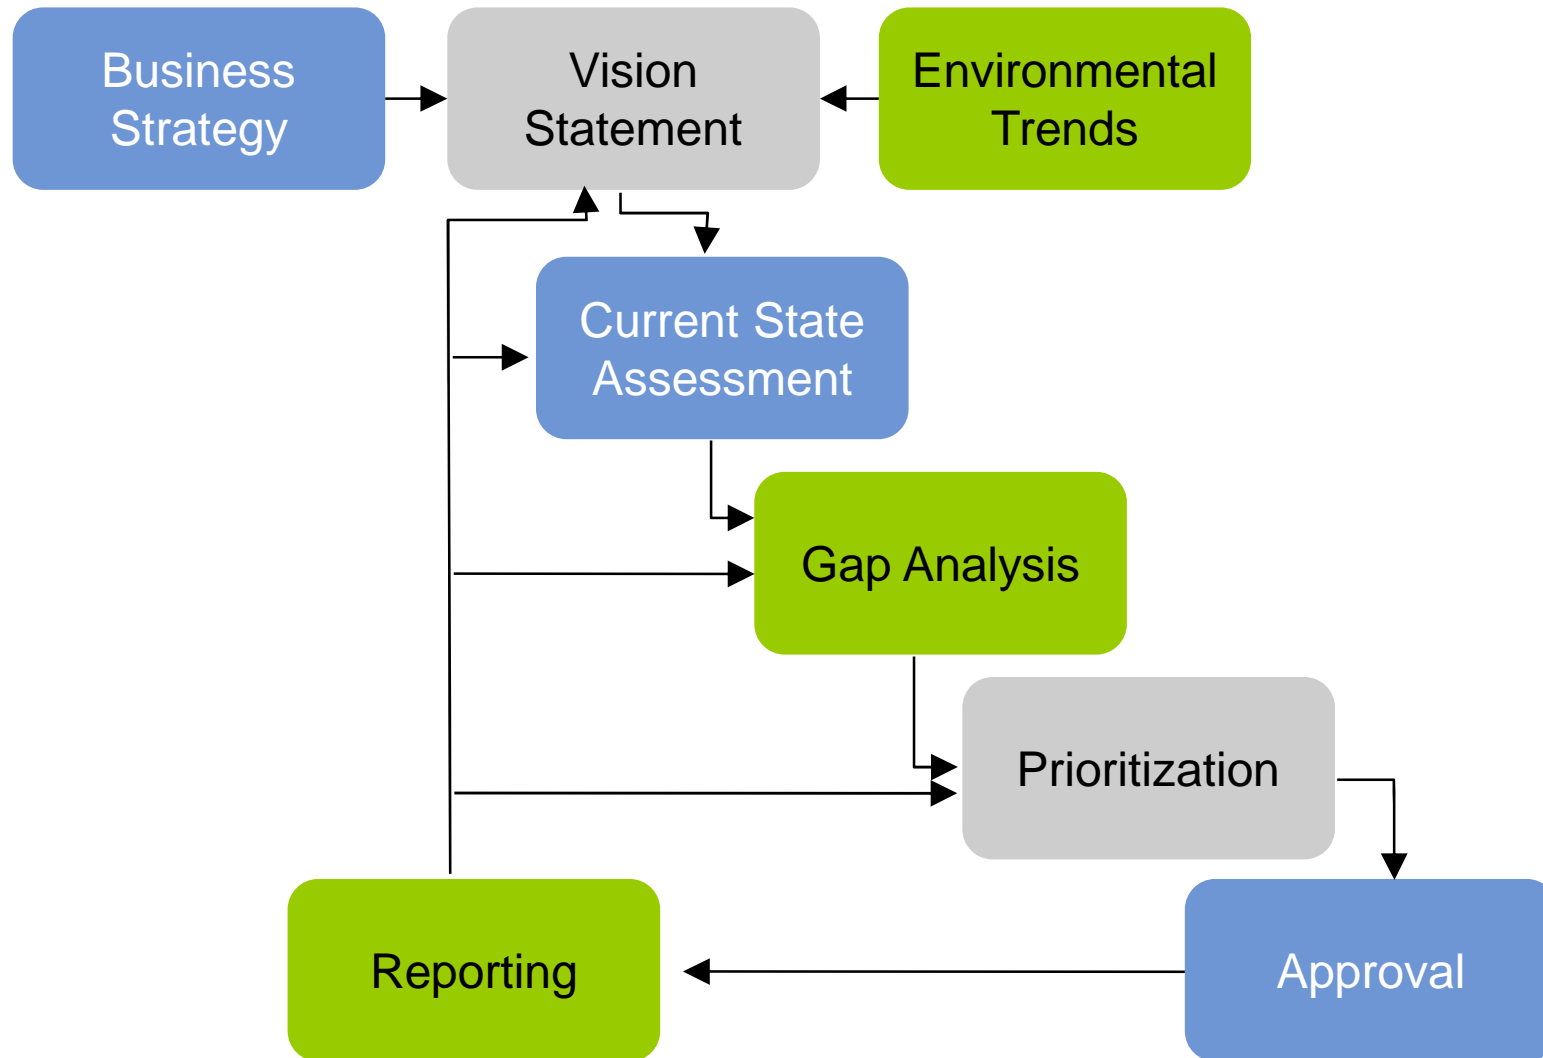 Business
Strategy
Vision
Statement
Environmental
Trends
Current State
Assessment
Gap Analysis
Prioritization
Reporting
Approval